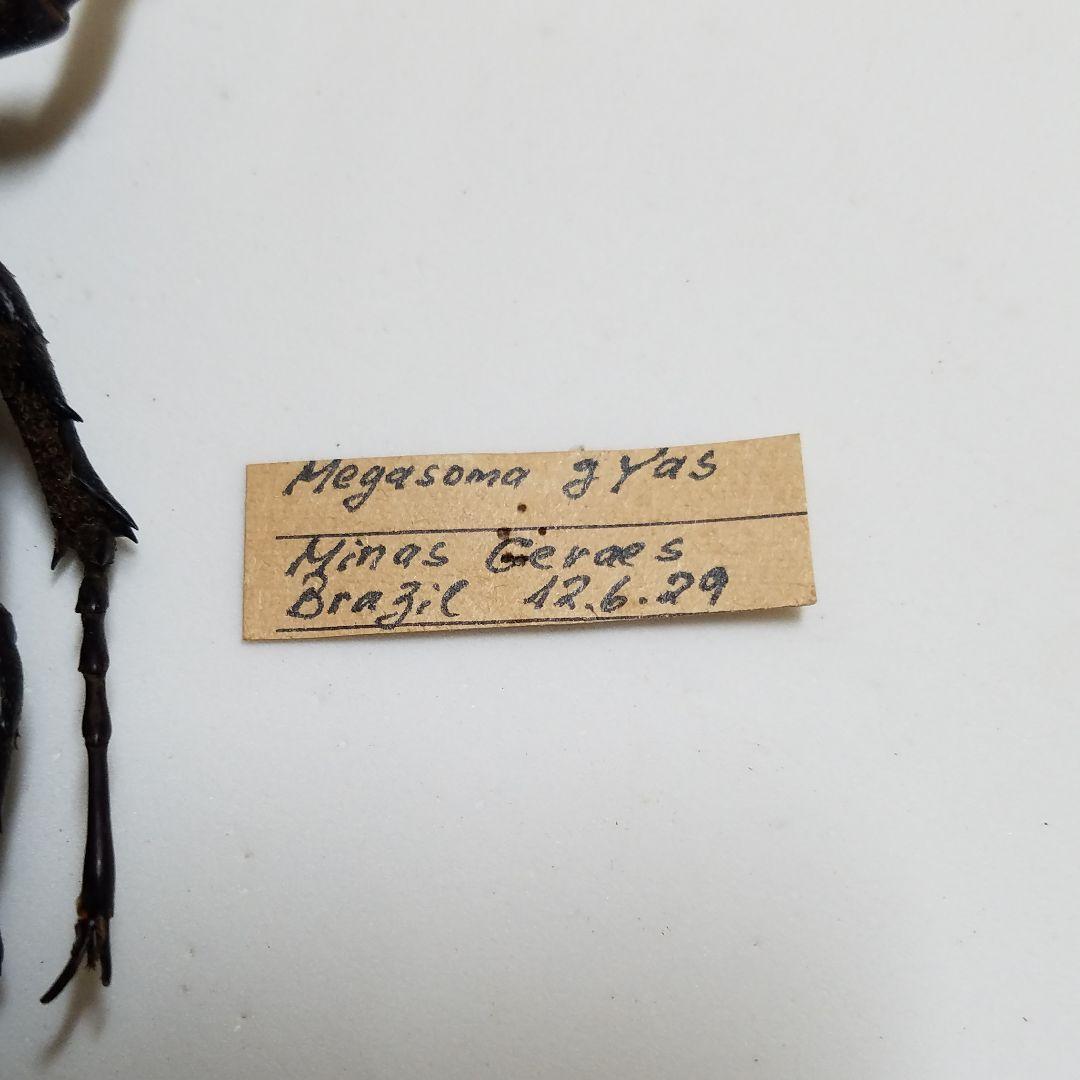 Megasoma gyas
Minas Geraes
Brazil 12.6.29